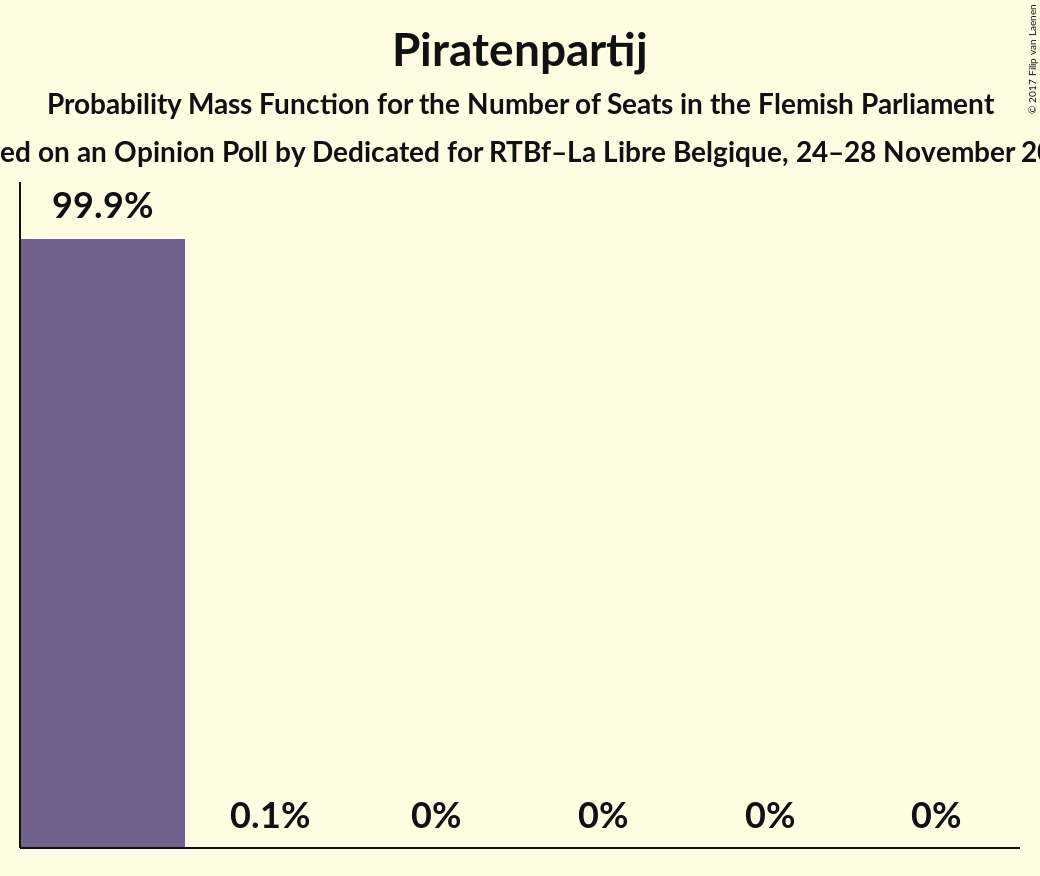 Piratenpartij
Probability Mass Function for the Number of Seats in the Flemish Parliament
on an Opinion Poll by Dedicated for RTBf–La Libre Belgique, 24–28 November
99.9%
0.1%
0%
0%
0%
0%
© 2017 Filip van Laenen